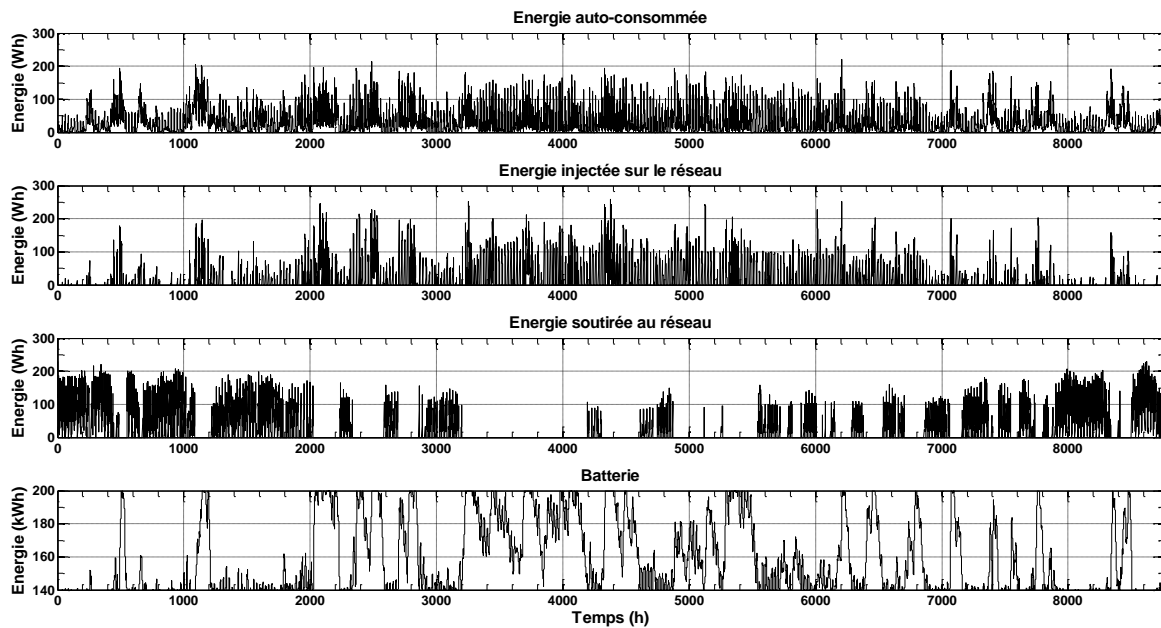 Energie auto-consommée
Energie (Wh)
300
200
100
0
0 1000 2000 3000 4000 5000 6000 7000 8000
Energie injectée sur le réseau
Energie (Wh)
300
200
100
0
0 1000 2000 3000 4000 5000 6000 7000 8000
Energie soutirée au réseau
Energie (Wh)
300
200
100
0
0 1000 2000 3000 4000 5000 6000 7000 8000
Batterie
Energie (kWh)
200
180
160
140
0 1000 2000 3000 4000 5000 6000 7000 8000
Temps (h)